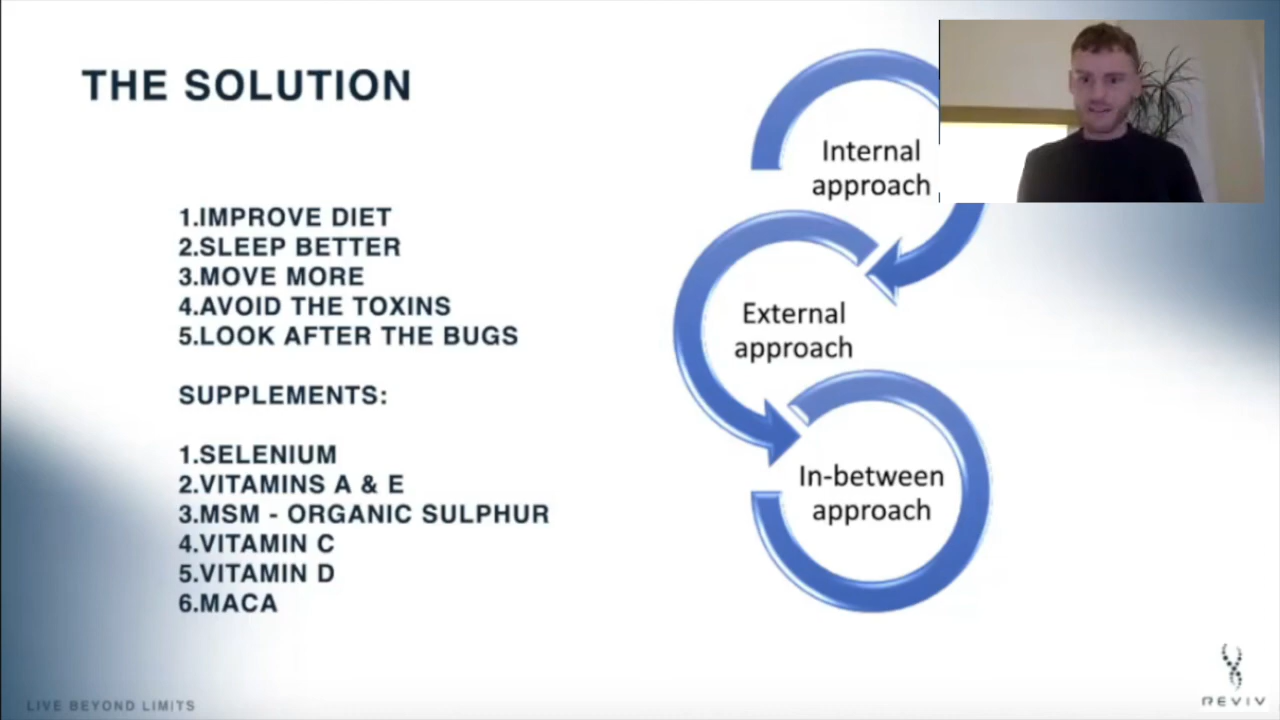 THE SOLUTION
1.IMPROVE DIET
2.SLEEP BETTER
3.MOVE MORE
4.AVOID THE TOXINS
5.LOOK AFTER THE BUGS
SUPPLEMENTS:
1.SELENIUM
2.VITAMINS A & E
3.MSM - ORGANIC SULPHUR
4.VITAMIN C
5.VITAMIN D
6.MACA
Internal
approach
External
approach
In-between
approach
LIVE BEYOND LIMITS
REVIV